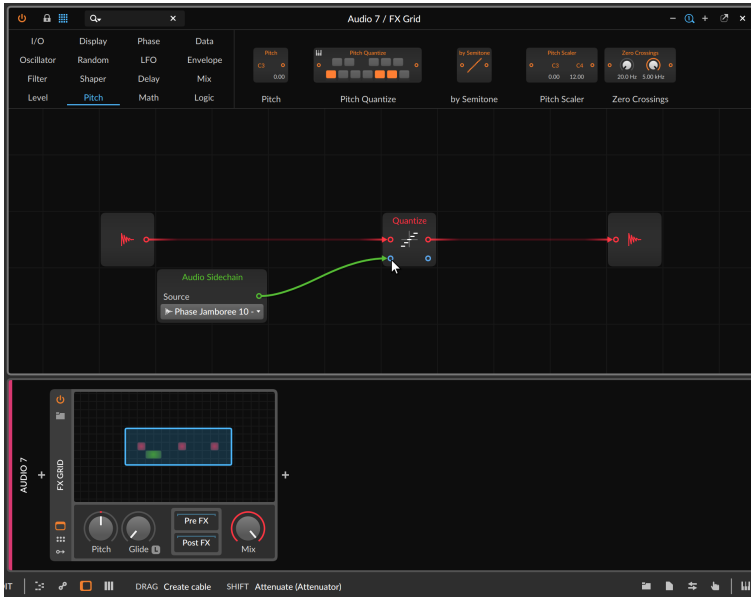 Audio 7 / FX Grid
I/O Display Phase Data
Oscillator Random LFO Envelope
Filter Shaper Delay Mix
Level Pitch Math Logic
Pitch
C3
0.00
Pitch
Pitch Quantize
Pitch Quantize
by Semitone
by Semitone
Pitch Scaler
C3 C4
0.00 12.00
Pitch Scaler
Zero Crossings
20.0 Hz 5.00 kHz
Zero Crossings
Quantize
Audio Sidechain
Source
Phase Jamboree 10 -
AUDIO 7
FX GRID
Pitch
Glide L
Pre FX
Post FX
Mix
DRAG Create cable SHIFT Attenuate (Attenuator)